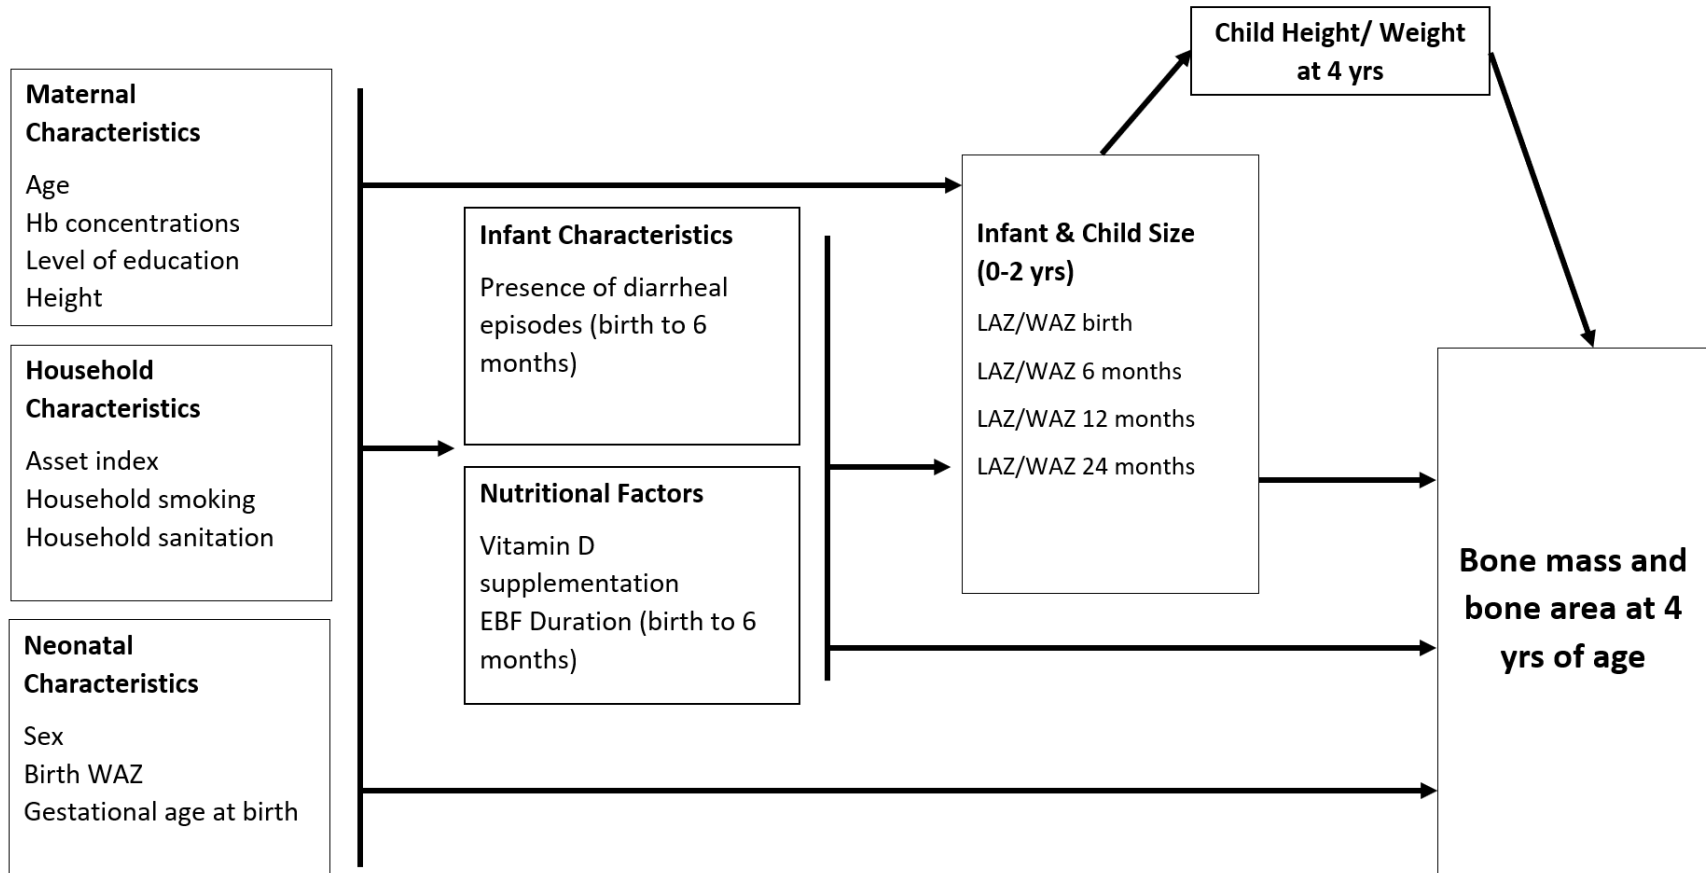 Child Height/ Weight
at 4 yrs
Maternal
Characteristics
Age
Hb concentrations
Level of education
Height
Household
Characteristics
Asset index
Household smoking
Household sanitation
Neonatal
Characteristics
Sex
Birth WAZ
Gestational age at birth
Infant Characteristics
Presence of diarrheal
episodes (birth to 6
months)
Nutritional Factors
Vitamin D
supplementation
EBF Duration (birth to 6
months)
Infant & Child Size
(0-2 yrs)
LAZ/WAZ birth
LAZ/WAZ 6 months
LAZ/WAZ 12 months
LAZ/WAZ 24 months
Bone mass and
bone area at 4
yrs of age